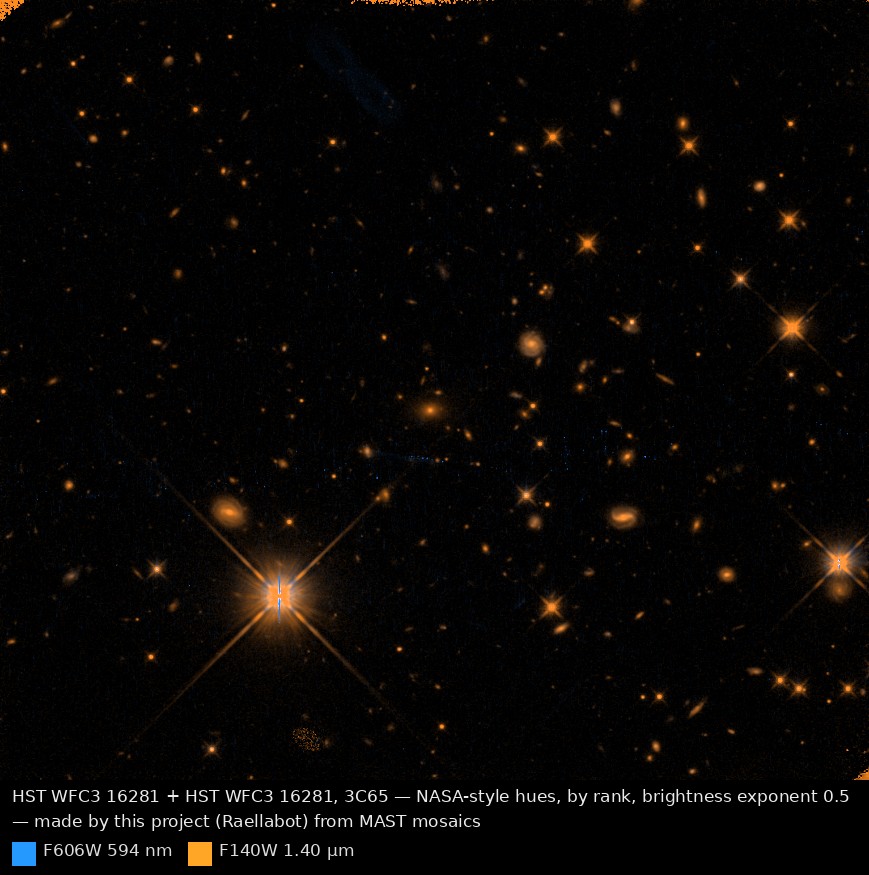 HST WFC3 16281 + HST WFC3 16281, 3C65 — NASA-style hues, by rank, brightness exponent 0.5
— made by this project (Raellabot) from MAST mosaics
F606W 594 nm F140W 1.40 µm